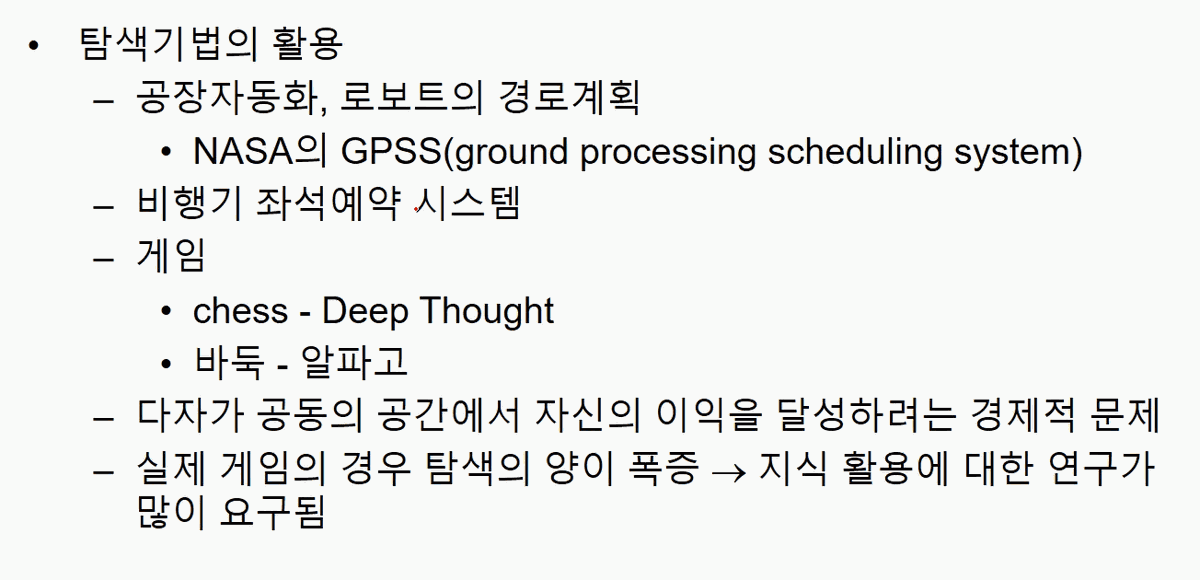 • 탐색기법의 활용
– 공장자동화, 로보트의 경로계획
• NASA의 GPSS(ground processing scheduling system)
– 비행기 좌석예약 시스템
– 게임
• chess - Deep Thought
• 바둑 - 알파고
– 다자가 공동의 공간에서 자신의 이익을 달성하려는 경제적 문제
– 실제 게임의 경우 탐색의 양이 폭증 → 지식 활용에 대한 연구가
많이 요구됨